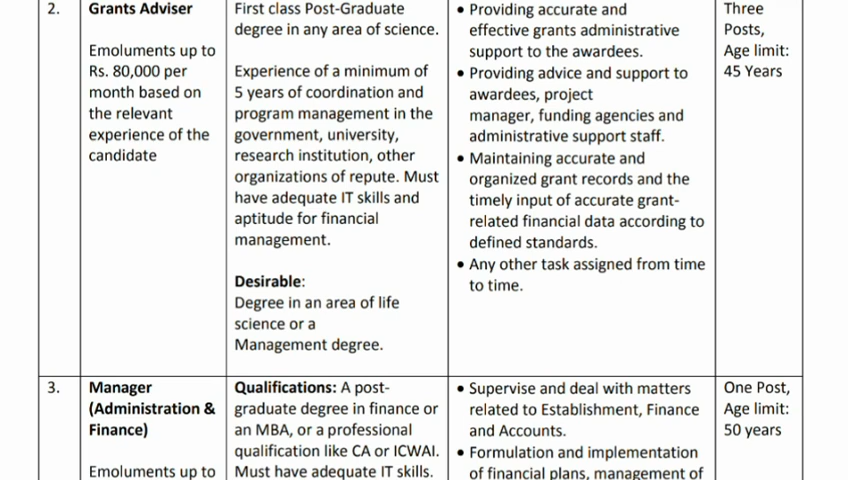 2.
Grants Adviser
Emoluments up to
Rs. 80,000 per
month based on
the relevant
experience of the
candidate
First class Post-Graduate
degree in any area of science.
Experience of a minimum of
5 years of coordination and
program management in the
government, university,
research institution, other
organizations of repute. Must
have adequate IT skills and
aptitude for financial
management.
Desirable:
Degree in an area of life
science or a
Management degree.
• Providing accurate and
effective grants administrative
support to the awardees.
• Providing advice and support to
awardees, project
manager, funding agencies and
administrative support staff.
• Maintaining accurate and
organized grant records and the
timely input of accurate grant-
related financial data according to
defined standards.
• Any other task assigned from time
to time.
Three
Posts,
Age limit:
45 Years
3.
Manager
(Administration &
Finance)
Emoluments up to
Qualifications: A post-
graduate degree in finance or
an MBA, or a professional
qualification like CA or ICWAI.
Must have adequate IT skills.
• Supervise and deal with matters
related to Establishment, Finance
and Accounts.
• Formulation and implementation
of financial plans, management of
One Post,
Age limit:
50 years